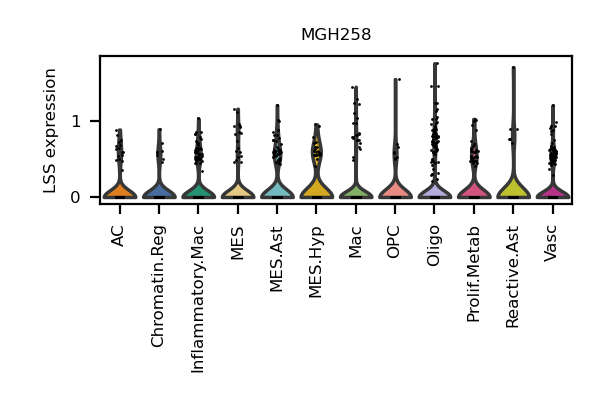 MGH258
LSS expression
1
0
AC
Chromatin.Reg
Inflammatory.Mac
MES
MES.Ast
MES.Hyp
Mac
OPC
Oligo
Prolif.Metab
Reactive.Ast
Vasc